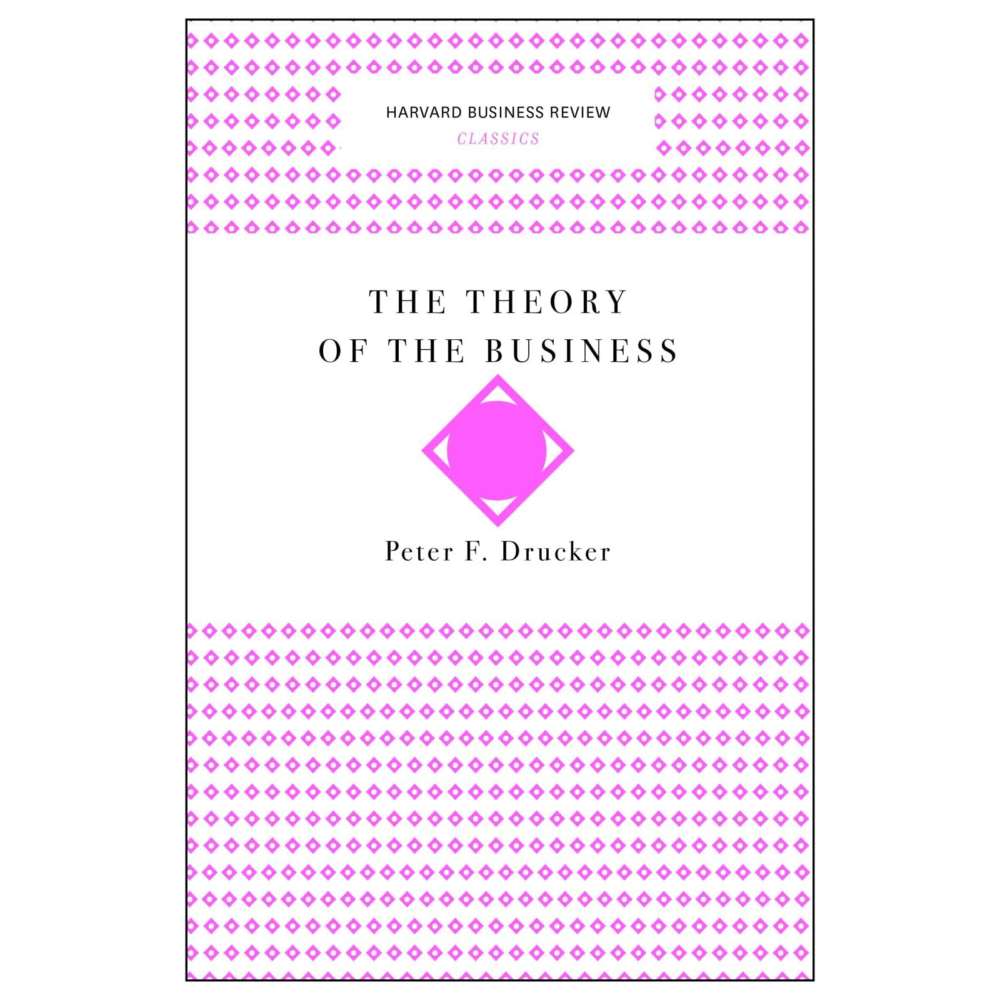 HARVARD BUSINESS REVIEW
CLASSICS
THE THEORY
OF THE BUSINESS
Peter F. Drucker